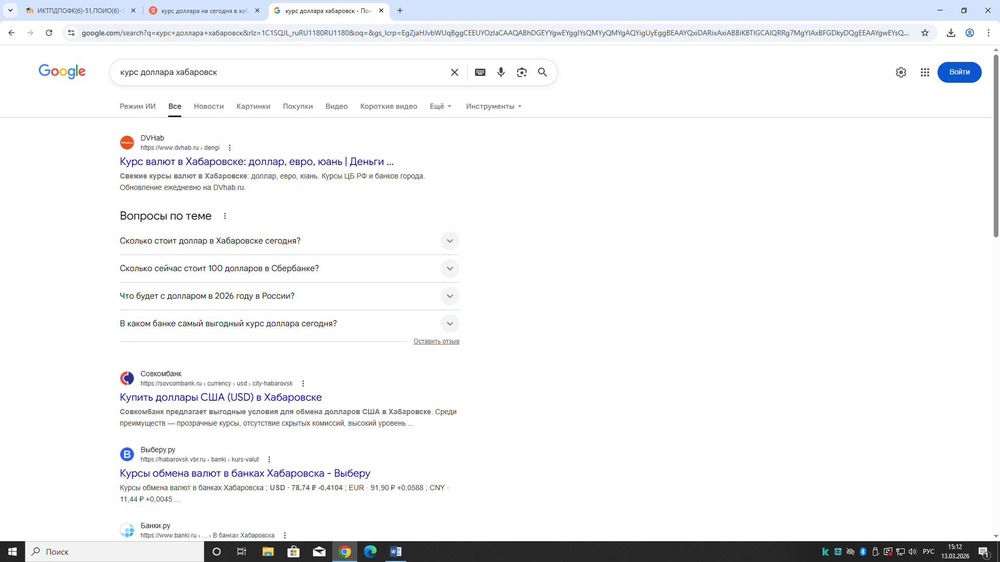 ИКТПДПОФК(6)-51,ПОИО(6)-5
курс доллара на сегодня в хаб
курс доллара хабаровск - Пои
google.com/search?q=курс+доллара+хабаровск&rlz=1C1SQJL_ruRU1180RU1180&oq=&gs_lcrp=EgZjaHJvbWUqBggCEEUYOzIaCAAQABhDGEYYgwEYggIYsQMYyQMYgAQYigUyEggBEAAYQxiDARixAxiABBiKBTIGCAIQRRg7MgYIAxBFGDkyDQgEEAAYgwEYsQ...
Google
курс доллара хабаровск
Войти
Режим ИИ
Все
Новости
Картинки
Покупки
Видео
Короткие видео
Ещё
Инструменты
DVHab
https://www.dvhab.ru › dengi
Курс валют в Хабаровске: доллар, евро, юань | Деньги ...
Свежие курсы валют в Хабаровске: доллар, евро, юань. Курсы ЦБ РФ и банков города.
Обновление ежедневно на DVhab.ru.
Вопросы по теме
Сколько стоит доллар в Хабаровске сегодня?
Сколько сейчас стоит 100 долларов в Сбербанке?
Что будет с долларом в 2026 году в России?
В каком банке самый выгодный курс доллара сегодня?
Оставить отзыв
Совкомбанк
https://sovcombank.ru › currency › usd › city-habarovsk
Купить доллары США (USD) в Хабаровске
Совкомбанк предлагает выгодные условия для обмена долларов США в Хабаровске. Среди
преимуществ — прозрачные курсы, отсутствие скрытых комиссий, высокий уровень ...
Выберу.ру
https://habarovsk.vbr.ru › banki › kurs-valut
Курсы обмена валют в банках Хабаровска - Выберу
Курсы обмена валют в банках Хабаровска ; USD · 78,74 ₽ -0,4104 ; EUR · 91,90 ₽ +0,0588 ; CNY ·
11,44 ₽ +0,0045 ...
Банки.ру
https://www.banki.ru › ... › В банках Хабаровска
Поиск
РУС
15:12
13.03.2026
1